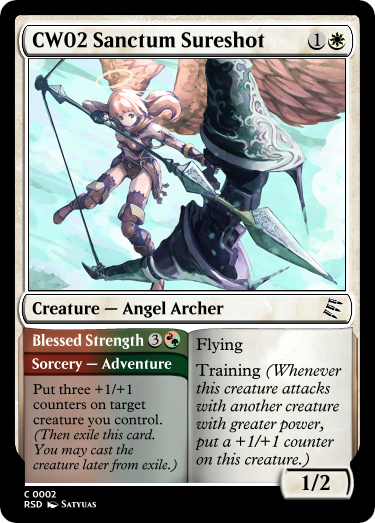 CW02 Sanctum Sureshot 1
Creature — Angel Archer
Blessed Strength 3
Sorcery — Adventure
Put three +1/+1
counters on target
creature you control.
(Then exile this card.
You may cast the
creature later from exile.)
Flying
Training (Whenever
this creature attacks
with another creature
with greater power,
put a +1/+1 counter
on this creature.)
1/2
C 0002
RSD Satyuas